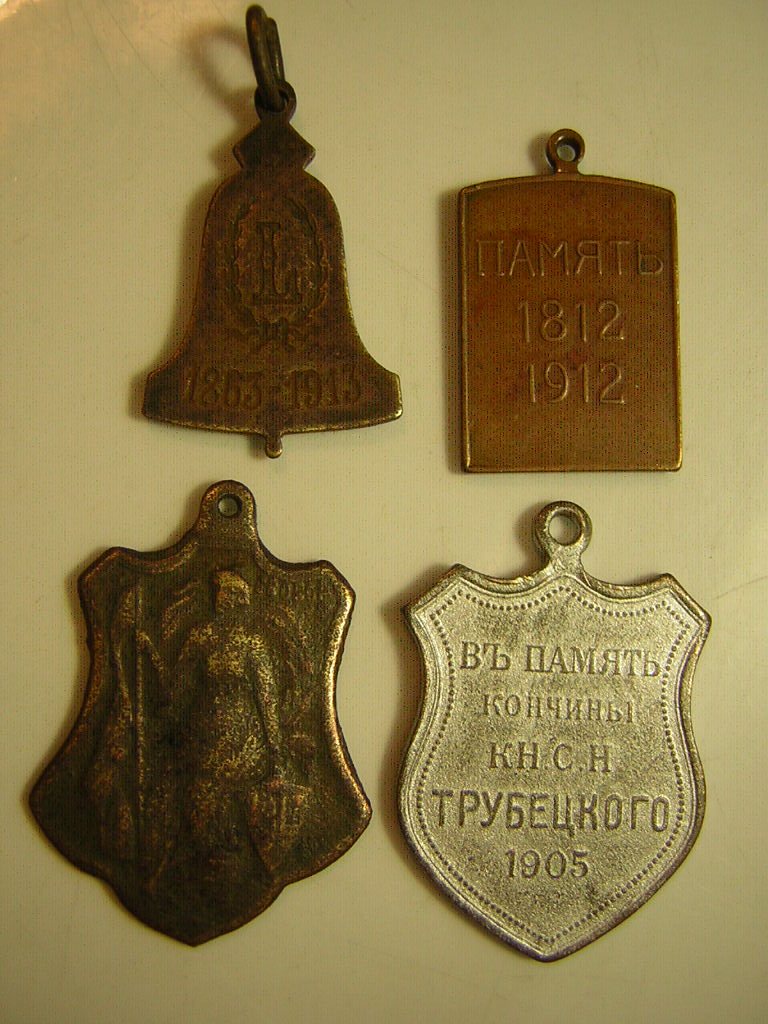 L
1863-1913
ПАМЯТЬ
1812
1912
ВЪ ПАМЯТЬ
КОНЧИНЫ
КН. С. Н
ТРУБЕЦКОГО
1905